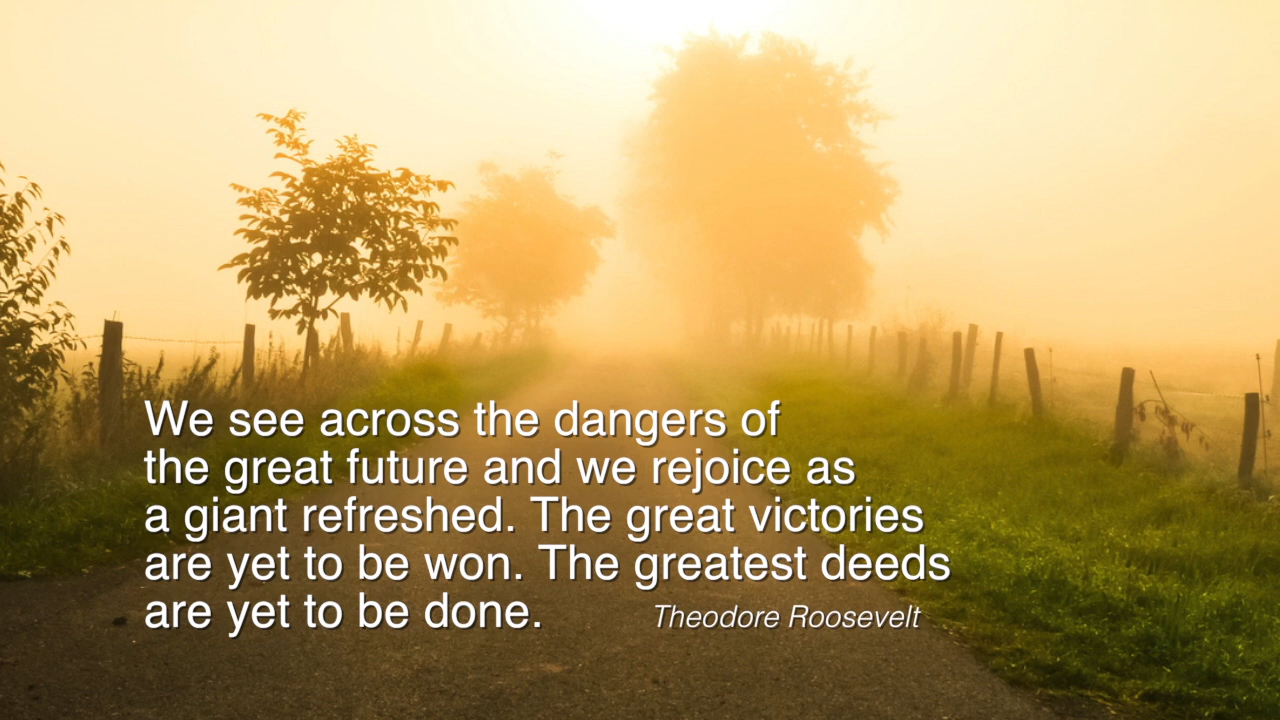 We see across the dangers of
the great future and we rejoice as
a giant refreshed. The great victories
are yet to be won. The greatest deeds
are yet to be done.
Theodore Roosevelt